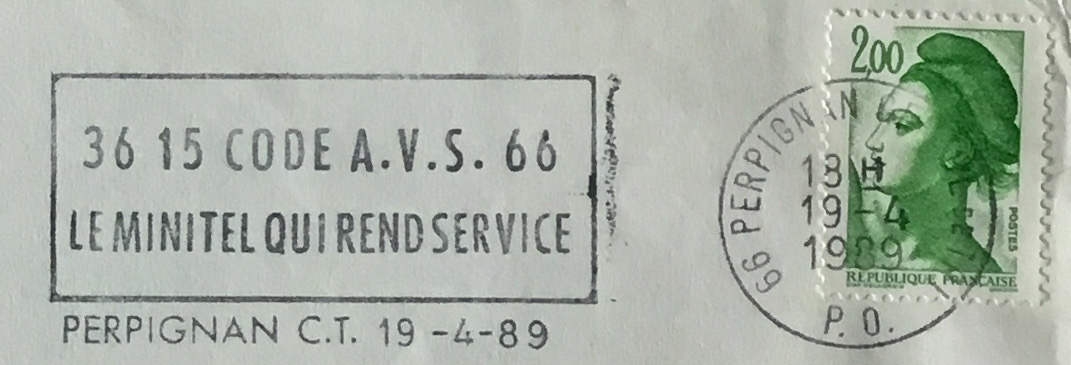 36 15 CODE A.V.S. 66
LE MINITEL QUI REND SERVICE
PERPIGNAN C.T. 19 -4-89
66 PERPIGNAN
18 H
19 -4
1989
P. O.
2,00
POSTES
REPUBLIQUE FRANÇAISE